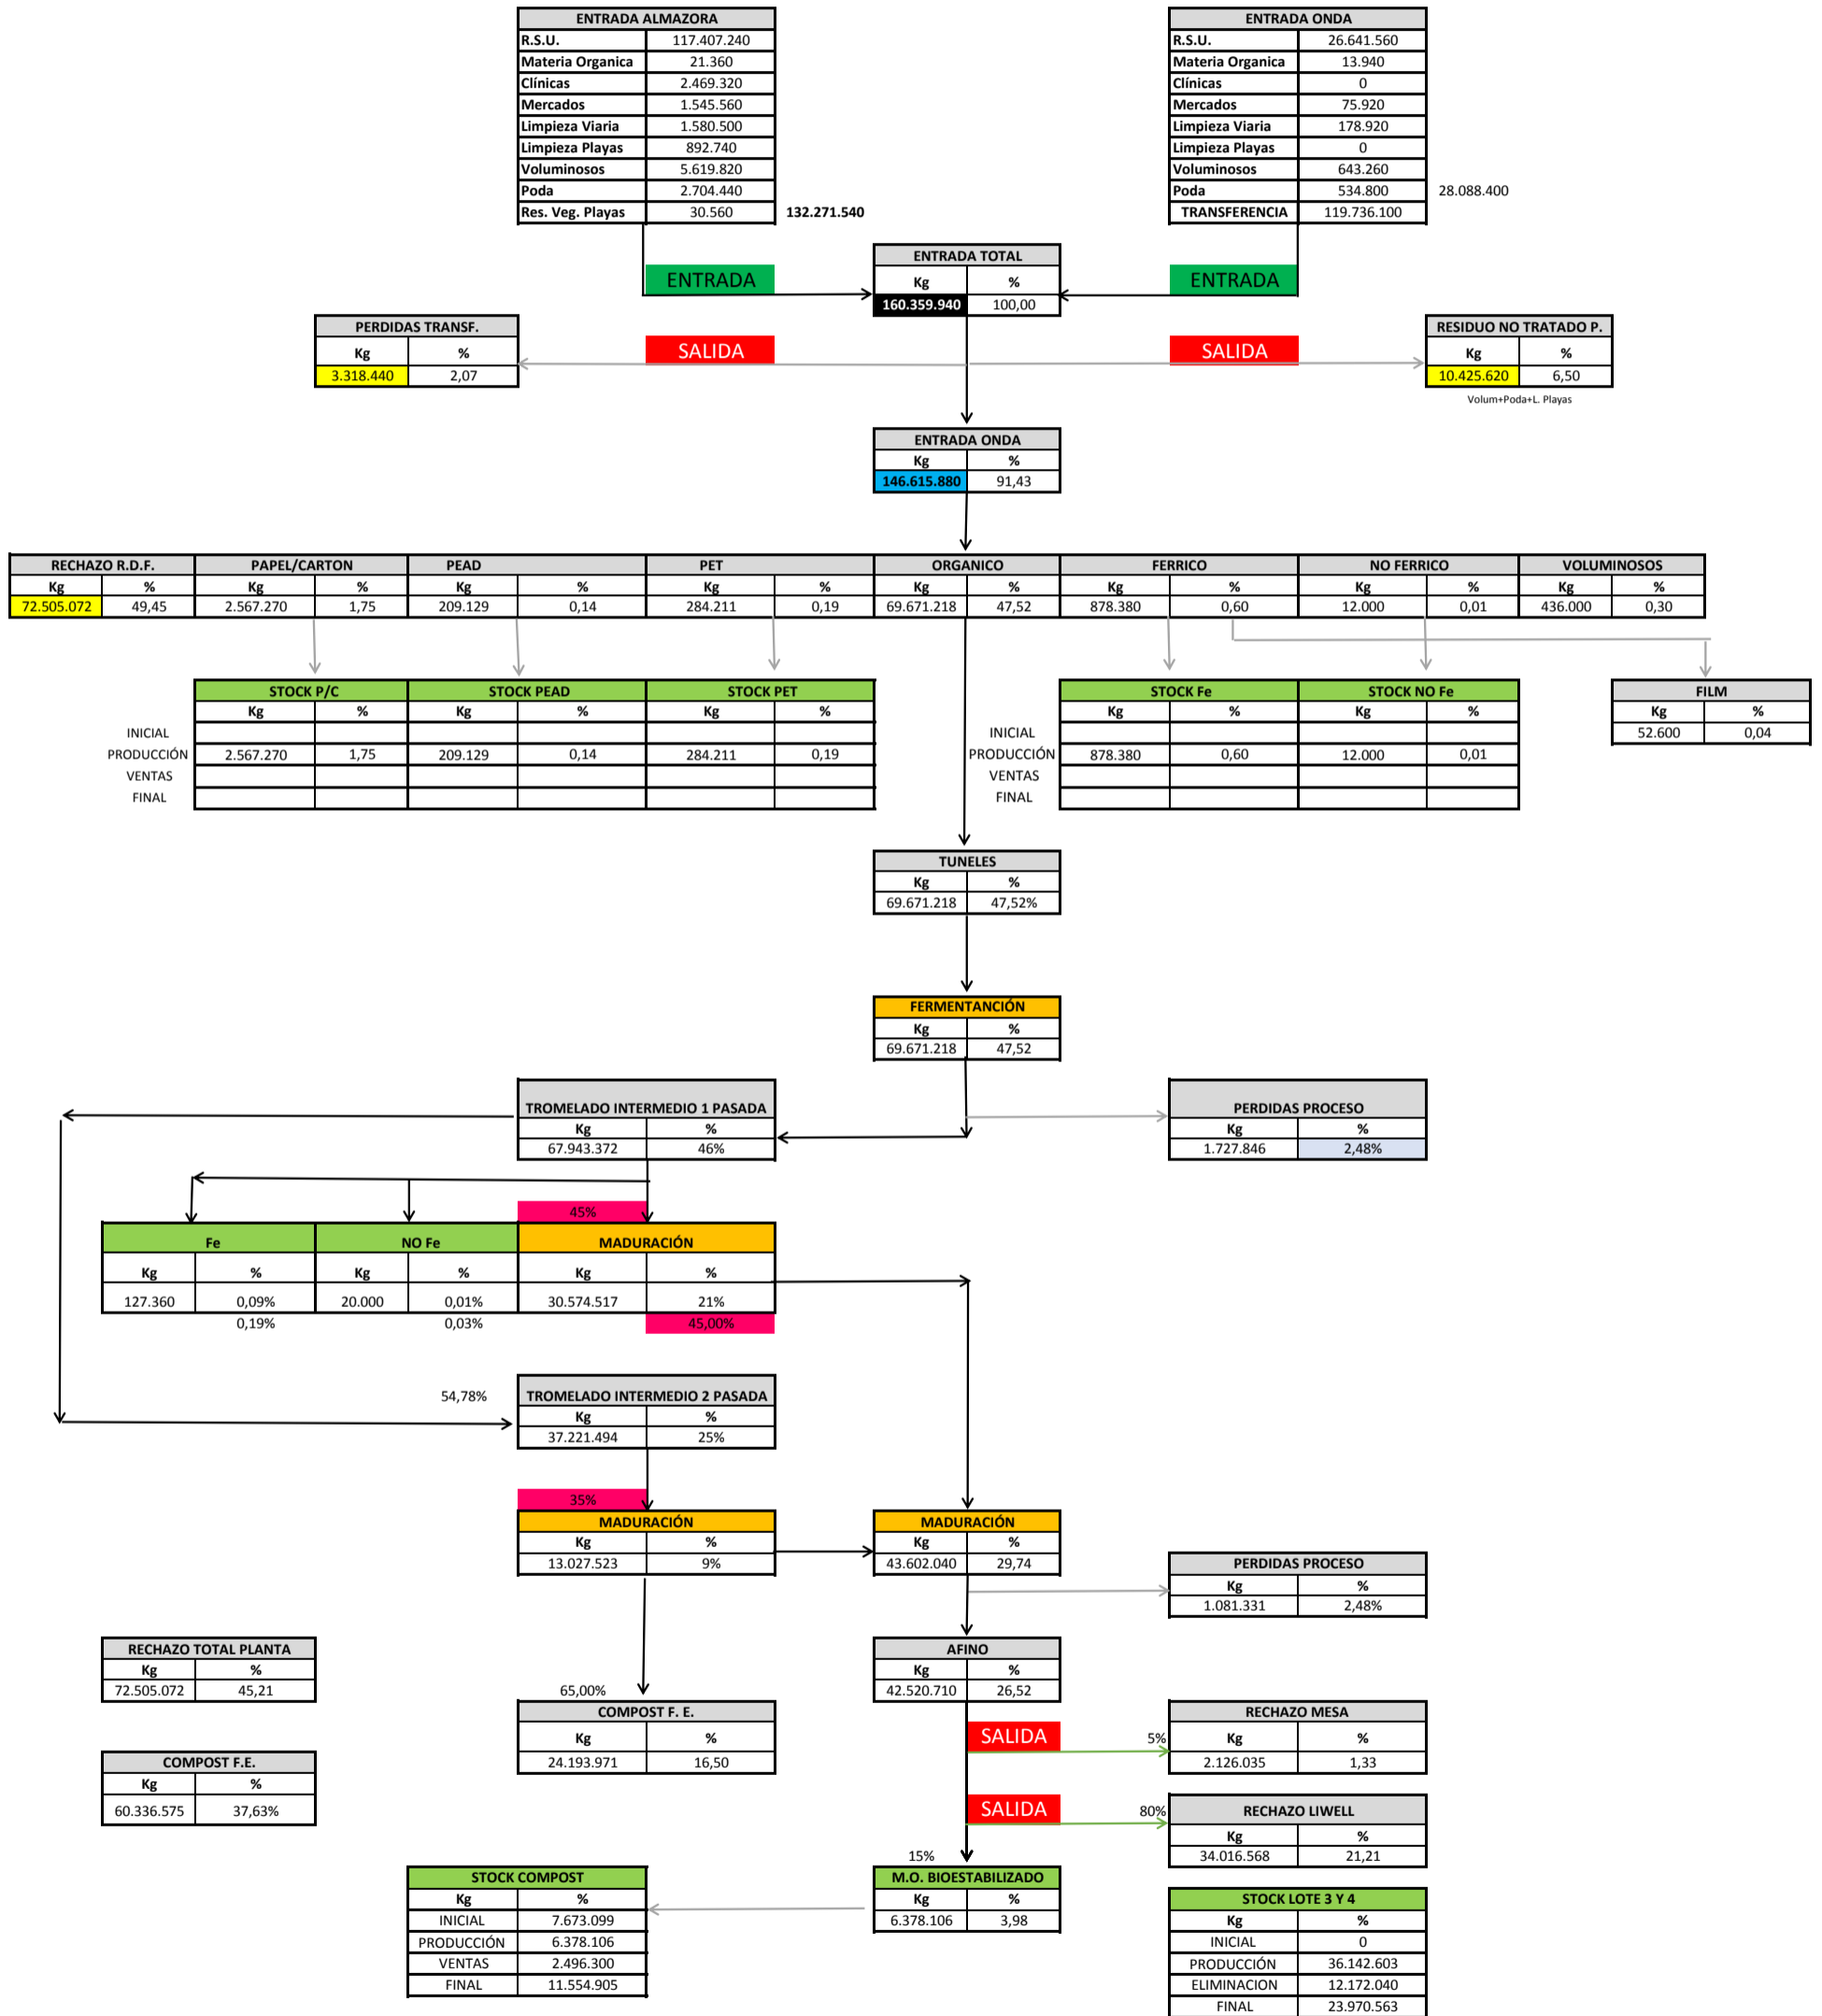 ENTRADA ALMAZORA ENTRADA ONDA
R.S.U. 117.407.240 R.S.U. 26.641.560
Materia Organica 21.360 Materia Organica 13.940
Clínicas 2.469.320 Clínicas 0
Mercados 1.545.560 Mercados 75.920
Limpieza Viaria 1.580.500 Limpieza Viaria 178.920
Limpieza Playas 892.740 Limpieza Playas 0
Voluminosos 5.619.820 Voluminosos 643.260
Poda 2.704.440 Poda 534.800 28.088.400
Res. Veg. Playas 30.560 132.271.540 TRANSFERENCIA 119.736.100
ENTRADA TOTAL
ENTRADA Kg % ENTRADA
160.359.940 100,00
PERDIDAS TRANSF. RESIDUO NO TRATADO P.
Kg % SALIDA SALIDA Kg %
3.318.440 2,07 10.425.620 6,50
Volum+Poda+L. Playas
ENTRADA ONDA
Kg %
146.615.880 91,43
RECHAZO R.D.F. PAPEL/CARTON PEAD PET ORGANICO FERRICO NO FERRICO VOLUMINOSOS
Kg % Kg % Kg % Kg % Kg % Kg % Kg % Kg %
72.505.072 49,45 2.567.270 1,75 209.129 0,14 284.211 0,19 69.671.218 47,52 878.380 0,60 12.000 0,01 436.000 0,30
STOCK P/C STOCK PEAD STOCK PET STOCK Fe STOCK NO Fe FILM
Kg % Kg % Kg % Kg % Kg % Kg %
INICIAL INICIAL 52.600 0,04
PRODUCCIÓN 2.567.270 1,75 209.129 0,14 284.211 0,19 PRODUCCIÓN 878.380 0,60 12.000 0,01
VENTAS VENTAS
FINAL FINAL
TUNELES
Kg %
69.671.218 47,52%
FERMENTANCIÓN
Kg %
69.671.218 47,52
TROMELADO INTERMEDIO 1 PASADA PERDIDAS PROCESO
Kg % Kg %
67.943.372 46% 1.727.846 2,48%
45%
Fe NO Fe MADURACIÓN
Kg % Kg % Kg %
127.360 0,09% 20.000 0,01% 30.574.517 21%
0,19% 0,03% 45,00%
54,78% TROMELADO INTERMEDIO 2 PASADA
Kg %
37.221.494 25%
35%
MADURACIÓN MADURACIÓN
Kg % Kg %
13.027.523 9% 43.602.040 29,74
PERDIDAS PROCESO
Kg %
1.081.331 2,48%
RECHAZO TOTAL PLANTA AFINO
Kg % Kg %
72.505.072 45,21 42.520.710 26,52
65,00%
COMPOST F. E. RECHAZO MESA
Kg % SALIDA 5% Kg %
24.193.971 16,50 2.126.035 1,33
COMPOST F.E.
Kg %
60.336.575 37,63%
SALIDA 80% RECHAZO LIWELL
Kg %
15% 34.016.568 21,21
STOCK COMPOST M.O. BIOESTABILIZADO
Kg % Kg % STOCK LOTE 3 Y 4
INICIAL 7.673.099 6.378.106 3,98 Kg %
PRODUCCIÓN 6.378.106 INICIAL 0
VENTAS 2.496.300 PRODUCCIÓN 36.142.603
FINAL 11.554.905 ELIMINACION 12.172.040
FINAL 23.970.563